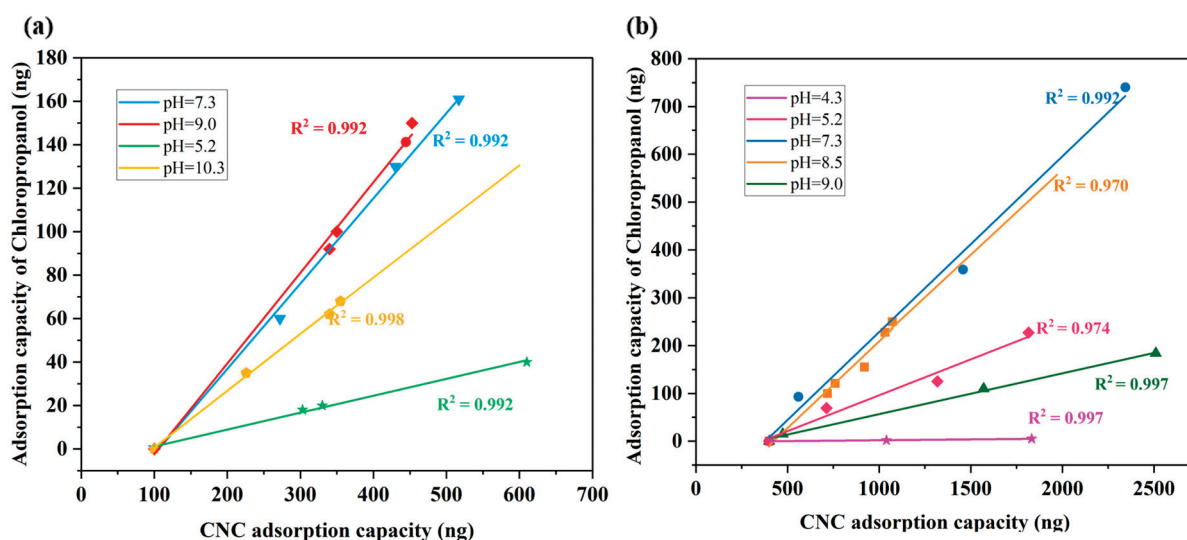 (a)
Adsorption capacity of Chloropropanol (ng)
180
160
140
120
100
80
60
40
20
0
pH=7.3
pH=9.0
pH=5.2
pH=10.3
R² = 0.992
R² = 0.992
R² = 0.998
R² = 0.992
0
100
200
300
400
500
600
700
CNC adsorption capacity (ng)
(b)
Adsorption capacity of Chloropropanol (ng)
800
700
600
500
400
300
200
100
0
pH=4.3
pH=5.2
pH=7.3
pH=8.5
pH=9.0
R² = 0.992
R² = 0.970
R² = 0.974
R² = 0.997
R² = 0.997
0
500
1000
1500
2000
2500
CNC adsorption capacity (ng)